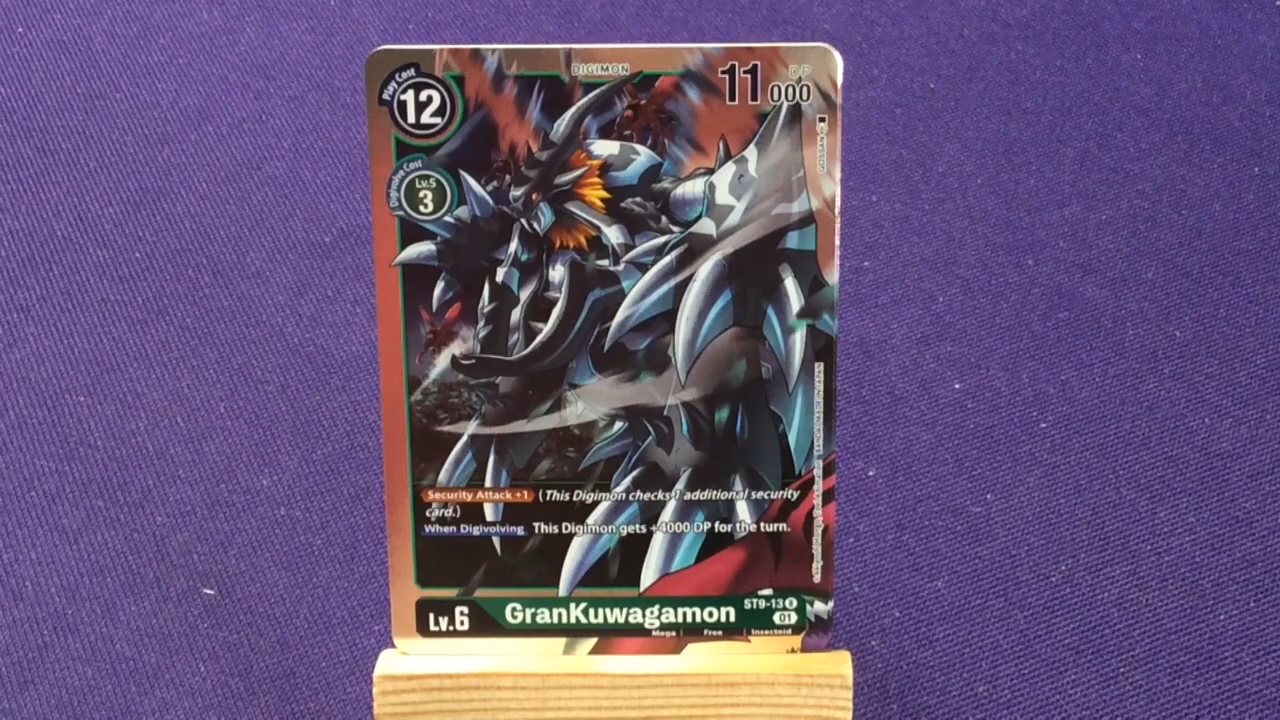 DIGIMON
Play Cost
12
11000
DP
Digivolve Cost
Lv.5
3
GOSSAN
Security Attack +1 (This Digimon checks 1 additional security
card.)
When Digivolving This Digimon gets +4000 DP for the turn.
Lv.6
GranKuwagamon
ST9-13 R
01
Mega | Free | Insectoid